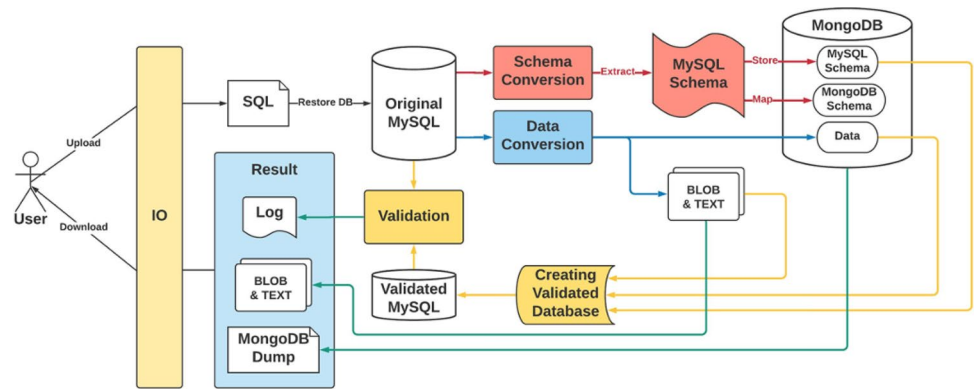 MongoDB
Schema
Conversion
Extract
MySQL
Schema
Store
MySQL
Schema
Map
MongoDB
Schema
SQL
Restore DB
Original
MySQL
Data
Conversion
Data
Upload
User
Download
IO
Result
Log
BLOB
& TEXT
MongoDB
Dump
Validation
BLOB
& TEXT
Validated
MySQL
Creating
Validated
Database